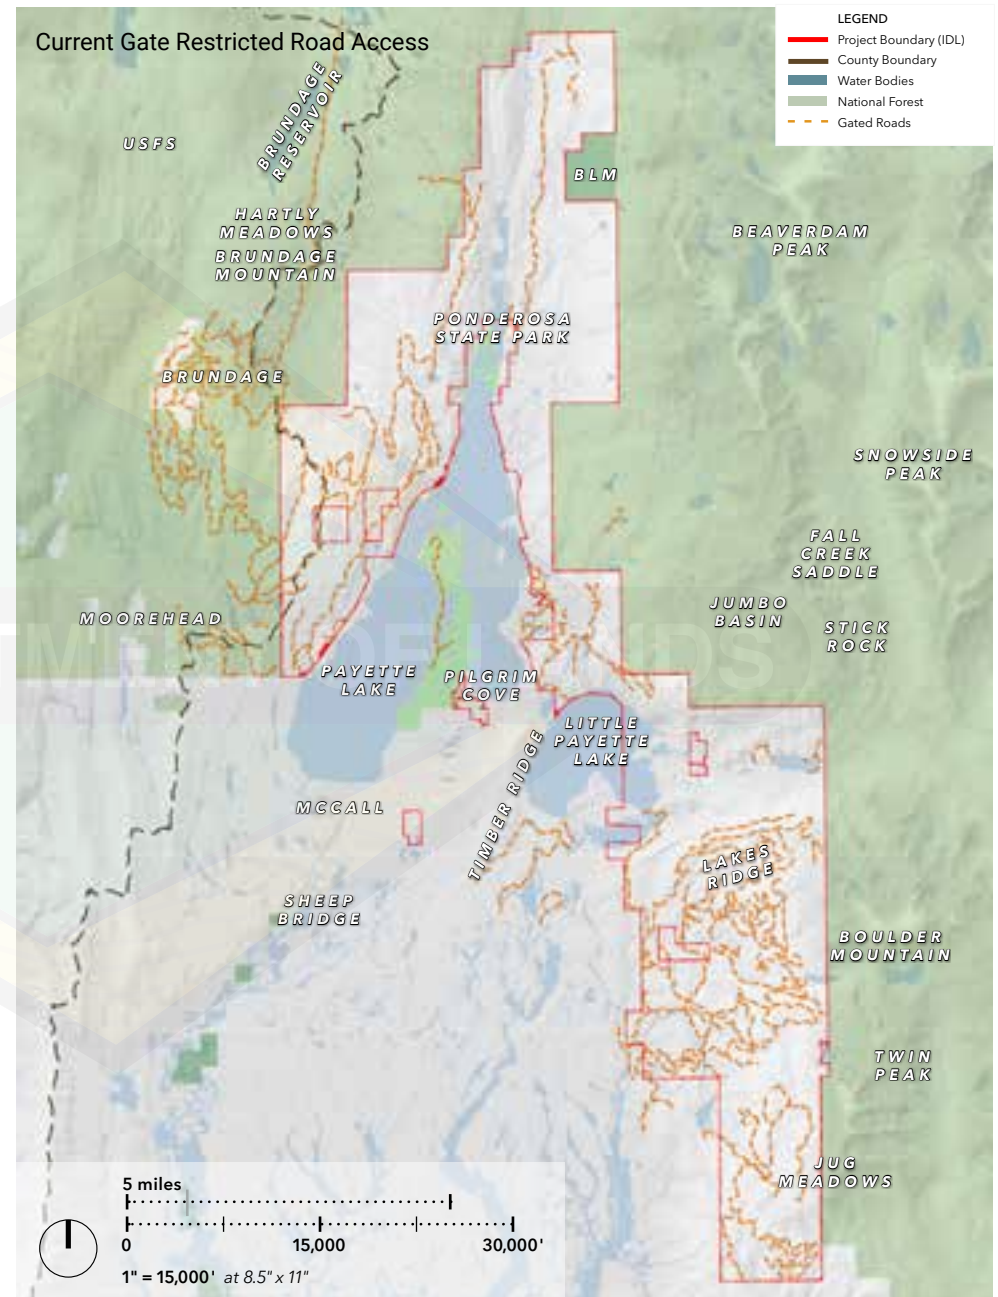 Current Gate Restricted Road Access
LEGEND
Project Boundary (IDL)
County Boundary
Water Bodies
National Forest
Gated Roads
USFS
BRUNDAGE
RESERVOIR
BLM
HARTLY
MEADOWS
BRUNDAGE
MOUNTAIN
BEAVERDAM
PEAK
PONDEROSA
STATE PARK
BRUNDAGE
SNOWSIDE
PEAK
FALL
CREEK
SADDLE
JUMBO
BASIN
STICK
ROCK
MOOREHEAD
PAYETTE
LAKE
PILGRIM
COVE
LITTLE
PAYETTE
LAKE
TIMBER RIDGE
MCCALL
LAKES
RIDGE
SHEEP
BRIDGE
BOULDER
MOUNTAIN
TWIN
PEAK
JUG
MEADOWS
5 miles
0 15,000 30,000'
1" = 15,000' at 8.5" x 11"